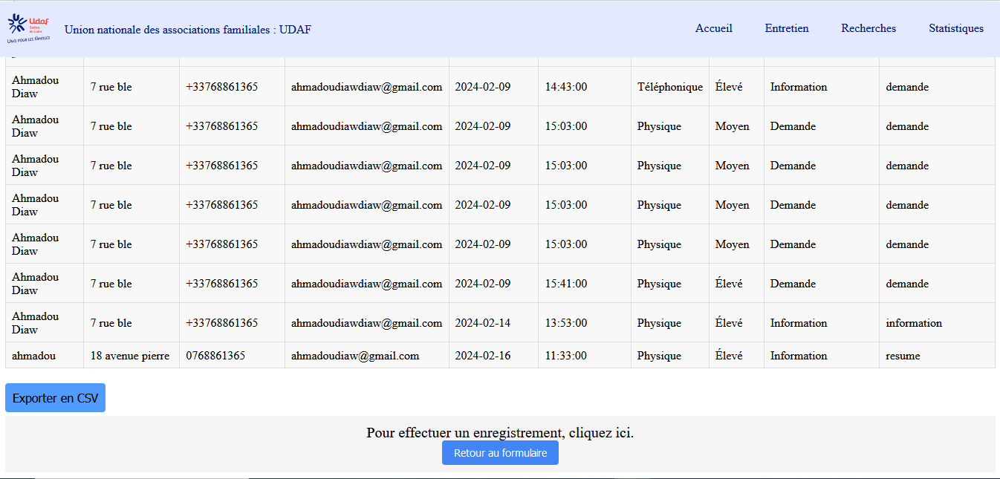 Udaf
Saône-
et-Loire
UNIS POUR LES FAMILLES
Union nationale des associations familiales : UDAF
Accueil Entretien Recherches Statistiques
Ahmadou Diaw 7 rue ble +33768861365 ahmadoudiawdiaw@gmail.com 2024-02-09 14:43:00 Téléphonique Élevé Information demande
Ahmadou Diaw 7 rue ble +33768861365 ahmadoudiawdiaw@gmail.com 2024-02-09 15:03:00 Physique Moyen Demande demande
Ahmadou Diaw 7 rue ble +33768861365 ahmadoudiawdiaw@gmail.com 2024-02-09 15:03:00 Physique Moyen Demande demande
Ahmadou Diaw 7 rue ble +33768861365 ahmadoudiawdiaw@gmail.com 2024-02-09 15:03:00 Physique Moyen Demande demande
Ahmadou Diaw 7 rue ble +33768861365 ahmadoudiawdiaw@gmail.com 2024-02-09 15:03:00 Physique Moyen Demande demande
Ahmadou Diaw 7 rue ble +33768861365 ahmadoudiawdiaw@gmail.com 2024-02-09 15:41:00 Physique Élevé Demande demande
Ahmadou Diaw 7 rue ble +33768861365 ahmadoudiawdiaw@gmail.com 2024-02-14 13:53:00 Physique Élevé Information information
ahmadou 18 avenue pierre 0768861365 ahmadoudiaw@gmail.com 2024-02-16 11:33:00 Physique Élevé Information resume
Exporter en CSV
Pour effectuer un enregistrement, cliquez ici.
Retour au formulaire